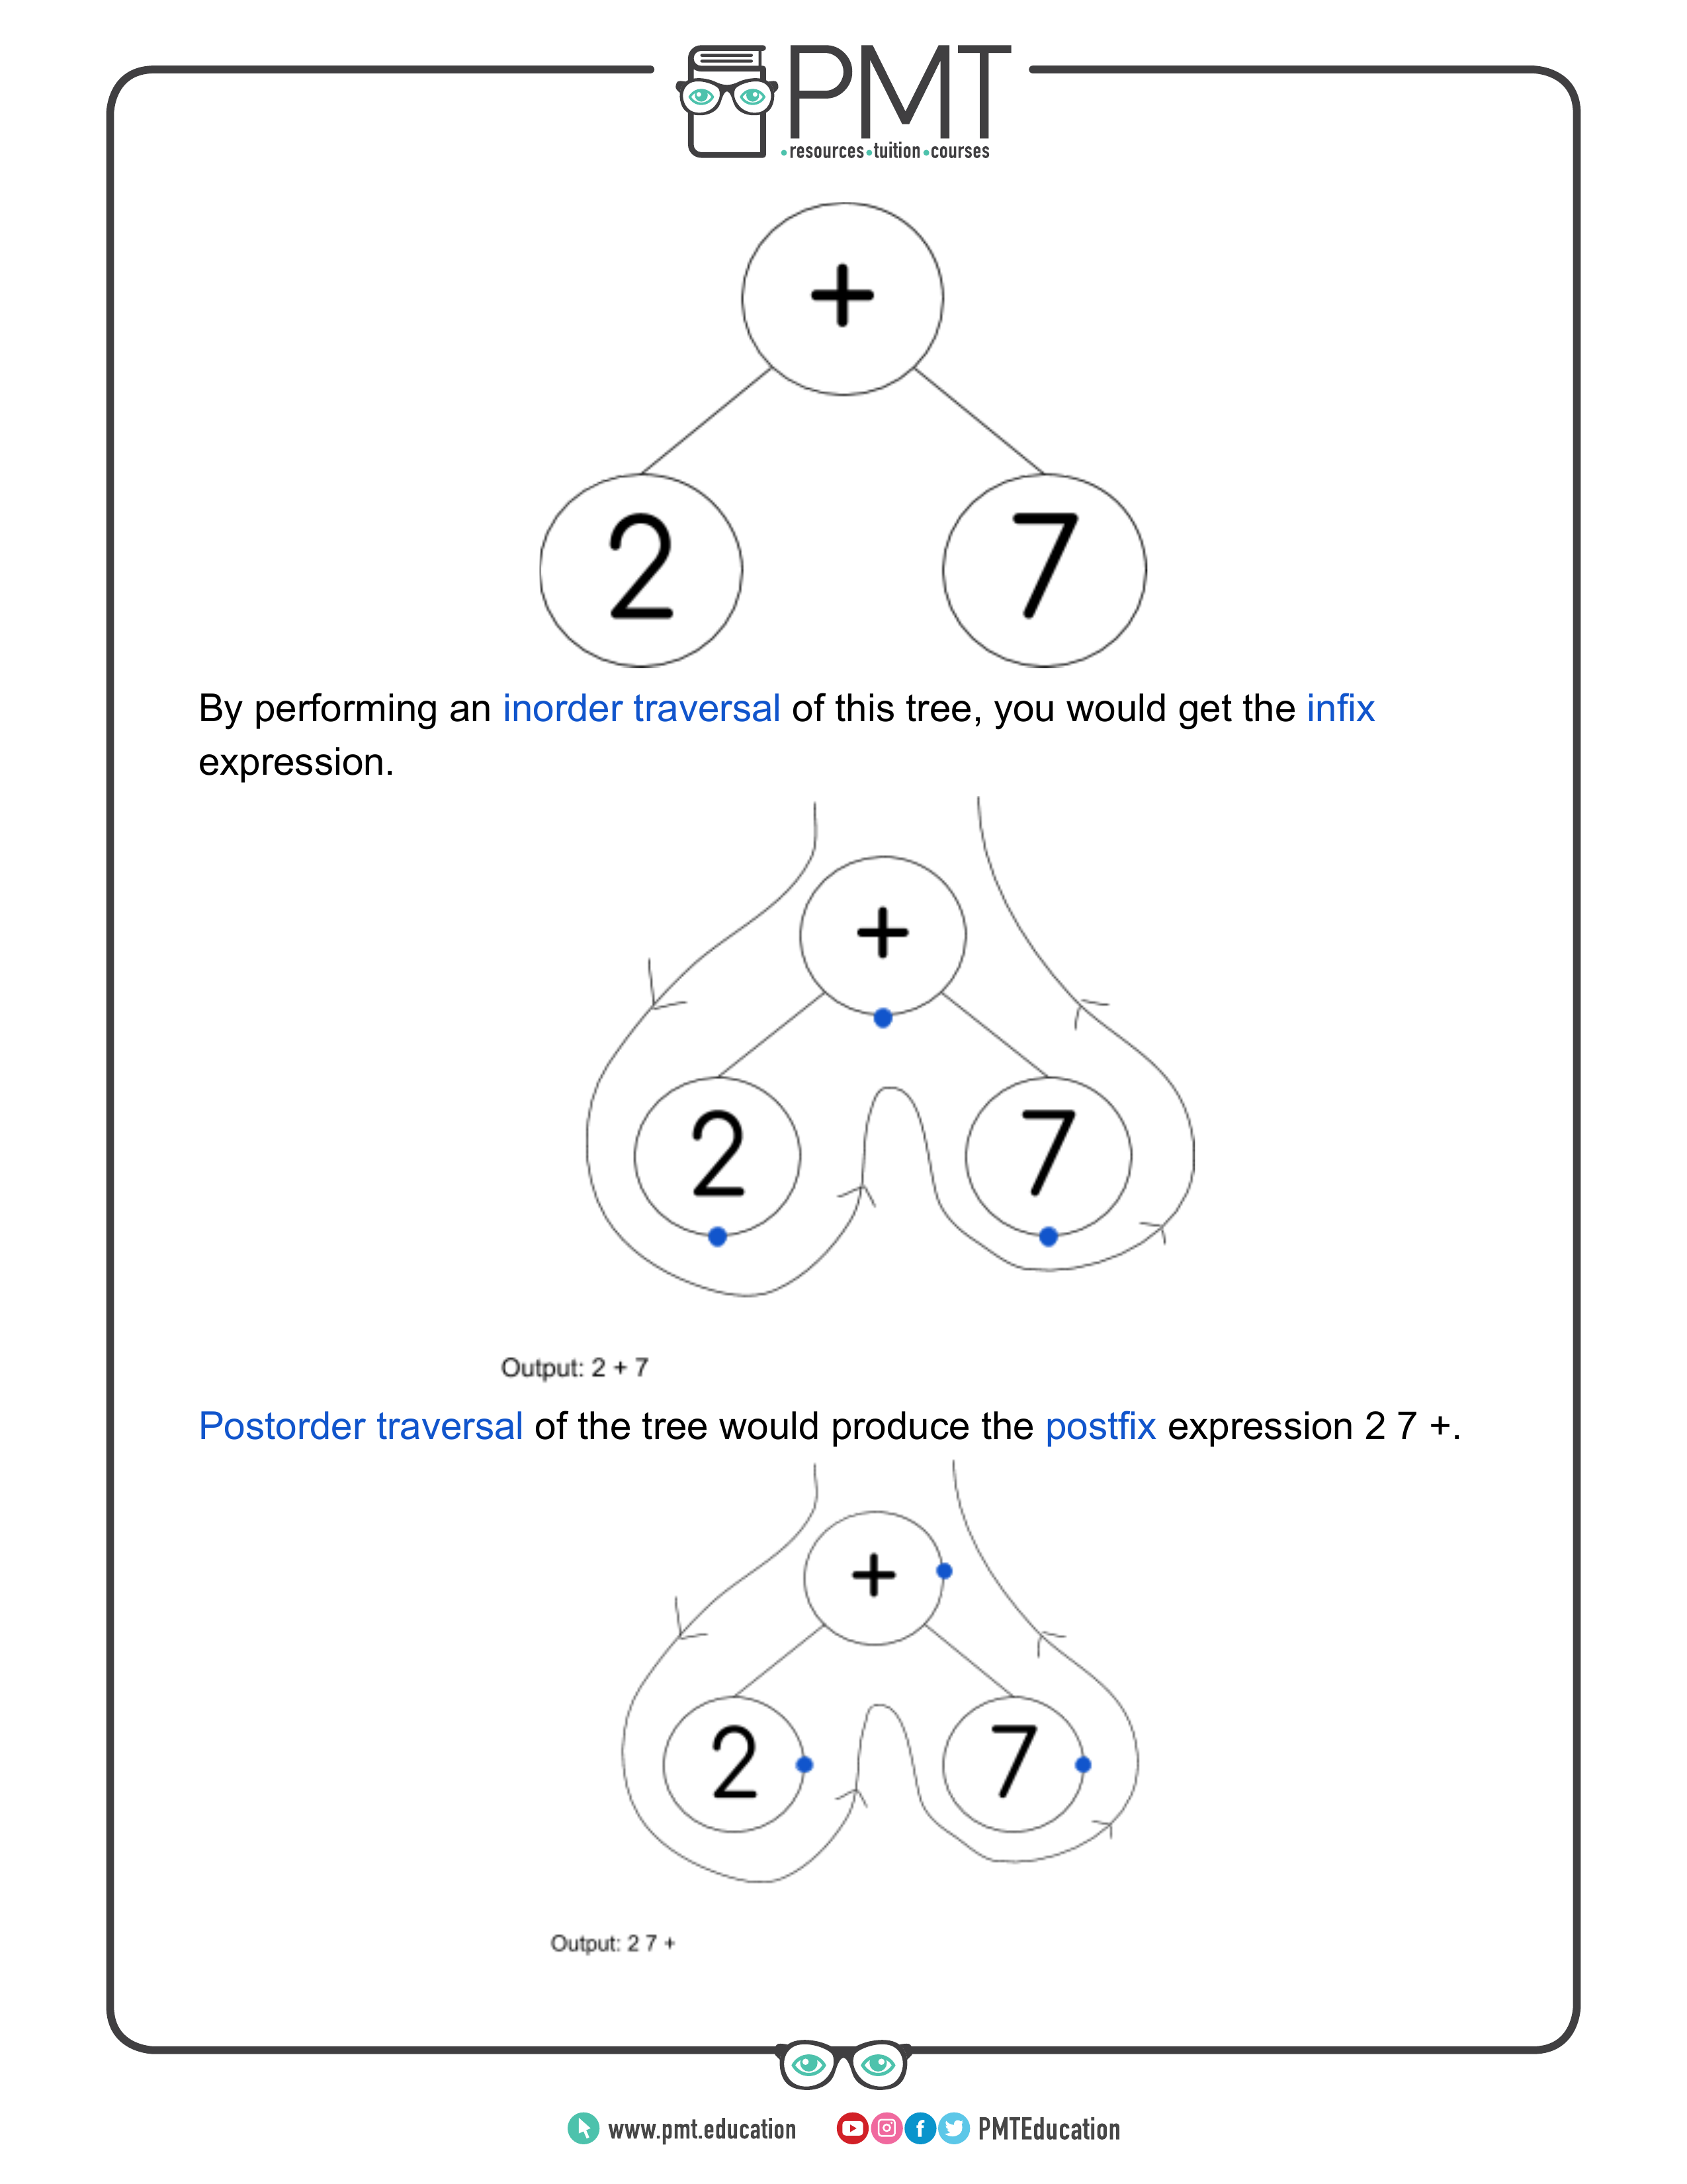 PMT
•resources•tuition•courses
+
2 7
By performing an inorder traversal of this tree, you would get the infix
expression.
+
2 7
Output: 2 + 7
Postorder traversal of the tree would produce the postfix expression 2 7 +.
+
2 7
Output: 2 7 +
www.pmt.education PMTEducation